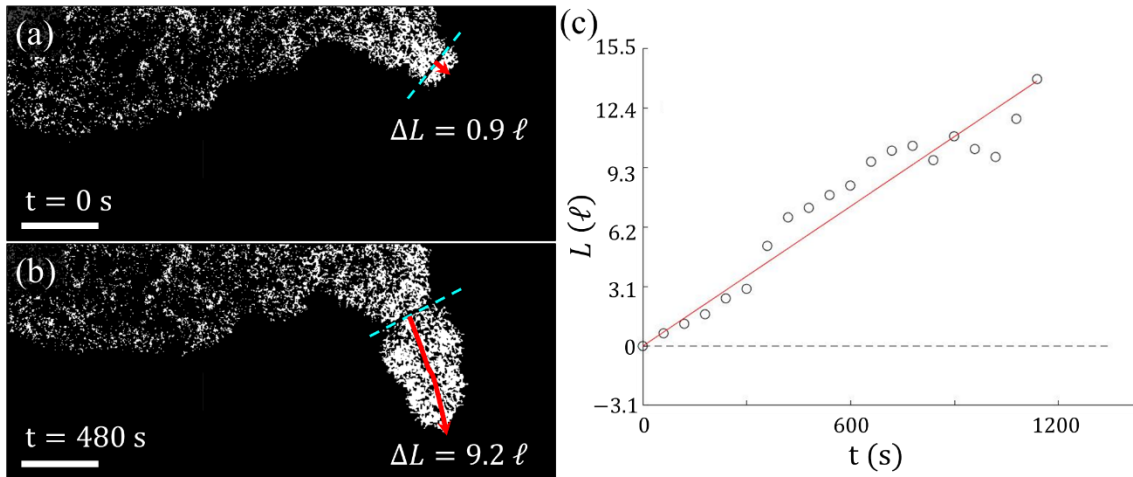 (a)
ΔL = 0.9 ℓ
t = 0 s
(b)
t = 480 s
ΔL = 9.2 ℓ
(c)
15.5
12.4
9.3
6.2
3.1
0
−3.1
L (ℓ)
0
600
1200
t (s)